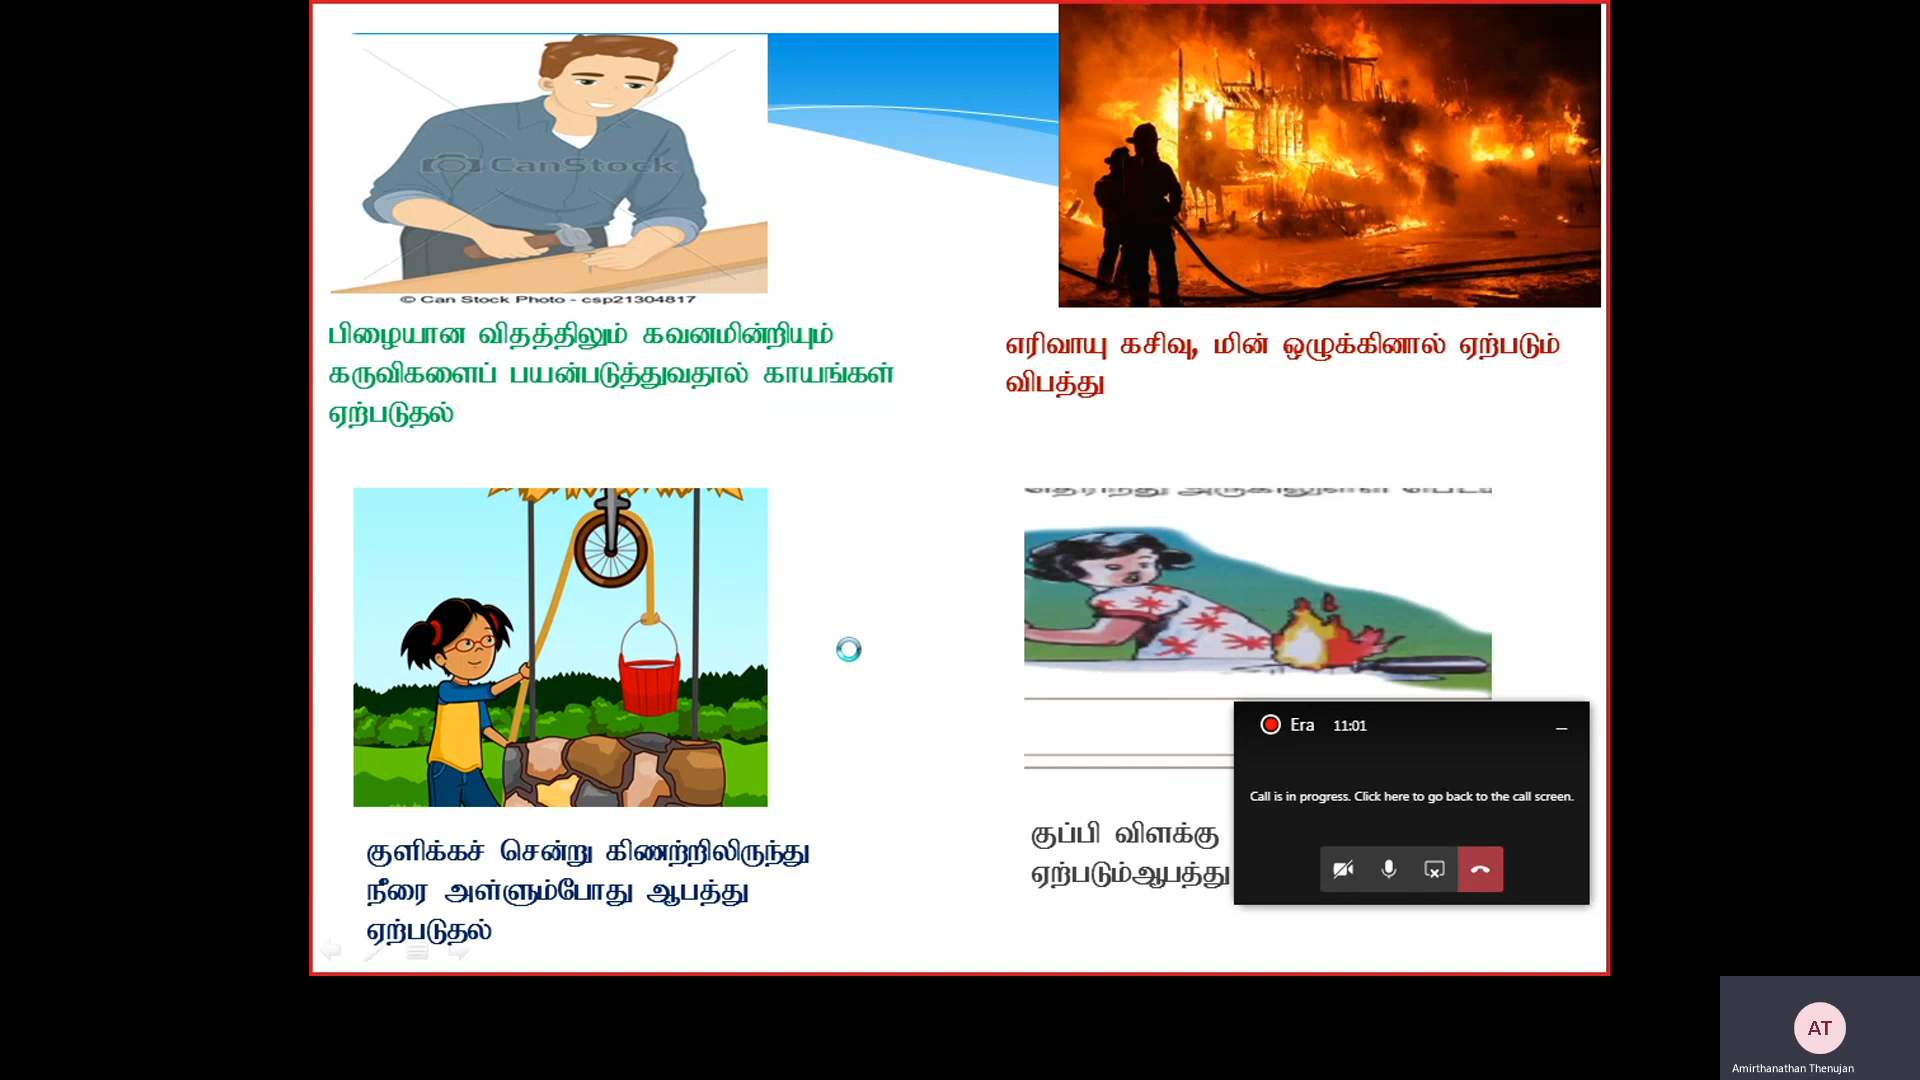 CanStock
© Can Stock Photo - csp21304817
பிழையான விதத்திலும் கவனமின்றியும்
கருவிகளைப் பயன்படுத்துவதால் காயங்கள்
ஏற்படுதல்
எரிவாயு கசிவு, மின் ஒழுக்கினால் ஏற்படும்
விபத்து
குளிக்கச் சென்று கிணற்றிலிருந்து
நீரை அள்ளும்போது ஆபத்து
ஏற்படுதல்
குப்பி விளக்கு
ஏற்படும்ஆபத்து
Era 11:01
Call is in progress. Click here to go back to the call screen.
AT
Amirthanathan Thenujan